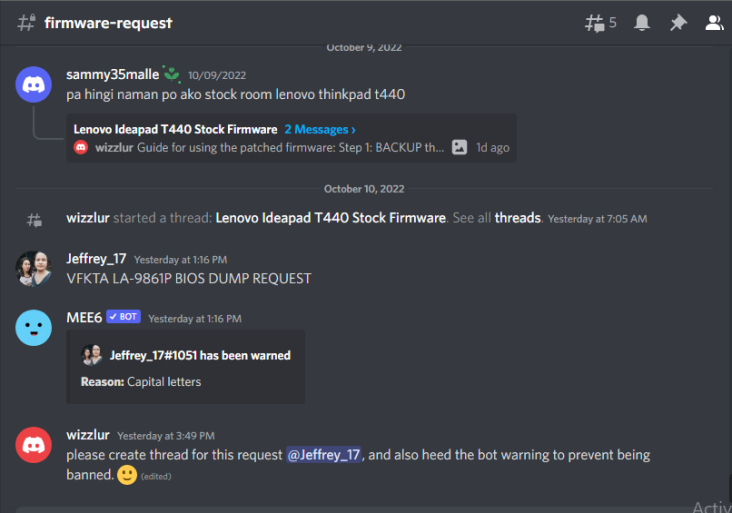 firmware-request
5
October 9, 2022
sammy35malle 10/09/2022
pa hingi naman po ako stock room lenovo thinkpad t440
Lenovo Ideapad T440 Stock Firmware 2 Messages ›
wizzlur Guide for using the patched firmware: Step 1: BACKUP th... 1d ago
October 10, 2022
wizzlur started a thread: Lenovo Ideapad T440 Stock Firmware. See all threads. Yesterday at 7:05 AM
Jeffrey_17 Yesterday at 1:16 PM
VFKTA LA-9861P BIOS DUMP REQUEST
MEE6 ✓ BOT Yesterday at 1:16 PM
Jeffrey_17#1051 has been warned
Reason: Capital letters
wizzlur Yesterday at 3:49 PM
please create thread for this request @Jeffrey_17, and also heed the bot warning to prevent being
banned. 🙂 (edited)
Activ